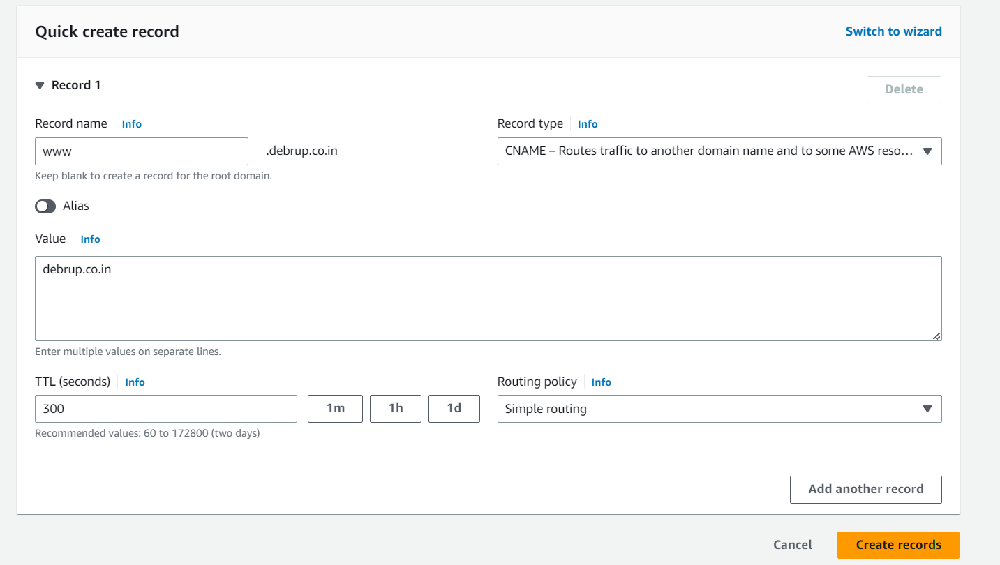 Quick create record
Switch to wizard
Record 1
Delete
Record name Info
www .debrup.co.in
Keep blank to create a record for the root domain.
Record type Info
CNAME – Routes traffic to another domain name and to some AWS reso...
Alias
Value Info
debrup.co.in
Enter multiple values on separate lines.
TTL (seconds) Info
300 1m 1h 1d
Recommended values: 60 to 172800 (two days)
Routing policy Info
Simple routing
Add another record
Cancel Create records